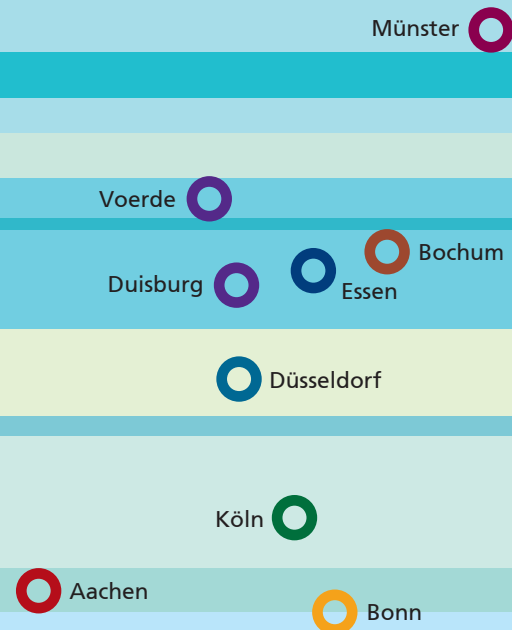 Münster
Voerde
Bochum
Duisburg
Essen
Düsseldorf
Köln
Aachen
Bonn